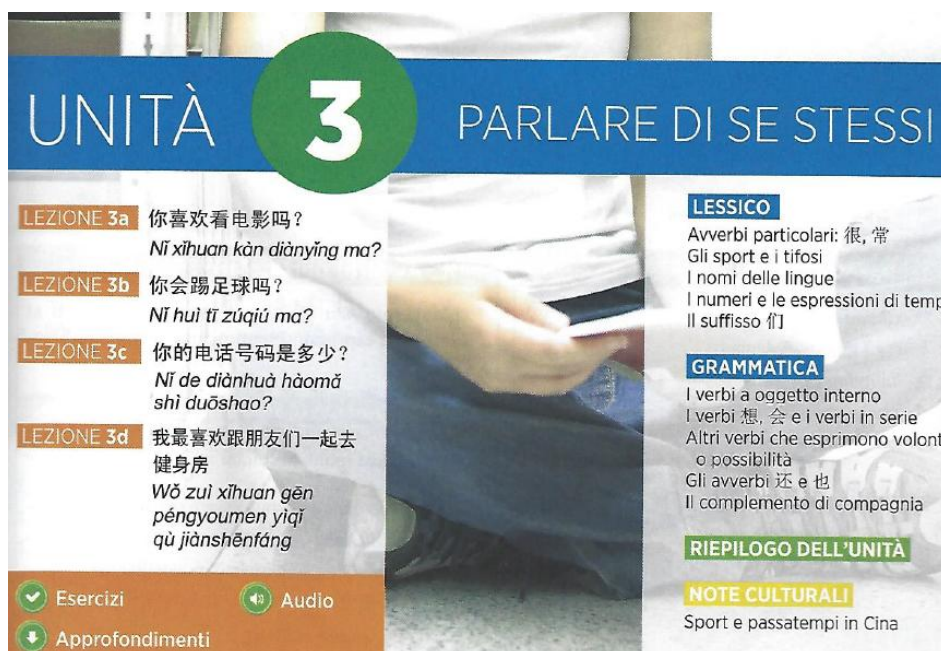 UNITÀ 3 PARLARE DI SE STESSI
LEZIONE 3a 你喜欢看电影吗?
Nǐ xǐhuan kàn diànyǐng ma?
LEZIONE 3b 你会踢足球吗?
Nǐ huì tī zúqiú ma?
LEZIONE 3c 你的电话号码是多少?
Nǐ de diànhuà hàomǎ
shì duōshao?
LEZIONE 3d 我最喜欢跟朋友们一起去
健身房
Wǒ zuì xǐhuan gēn
péngyoumen yìqǐ
qù jiànshēnfáng
Esercizi
Audio
Approfondimenti
LESSICO
Avverbi particolari: 很, 常
Gli sport e i tifosi
I nomi delle lingue
I numeri e le espressioni di temp
Il suffisso 们
GRAMMATICA
I verbi a oggetto interno
I verbi 想, 会 e i verbi in serie
Altri verbi che esprimono volont
o possibilità
Gli avverbi 还 e 也
Il complemento di compagnia
RIEPILOGO DELL'UNITÀ
NOTE CULTURALI
Sport e passatempi in Cina